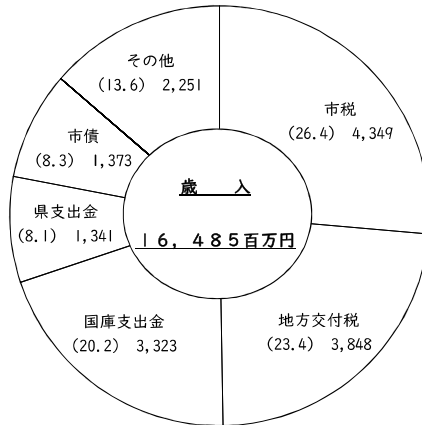 その他
(13.6) 2,251
市税
(26.4) 4,349
市債
(8.3) 1,373
歳　入
県支出金
(8.1) 1,341
１６，４８５百万円
国庫支出金
(20.2) 3,323
地方交付税
(23.4) 3,848